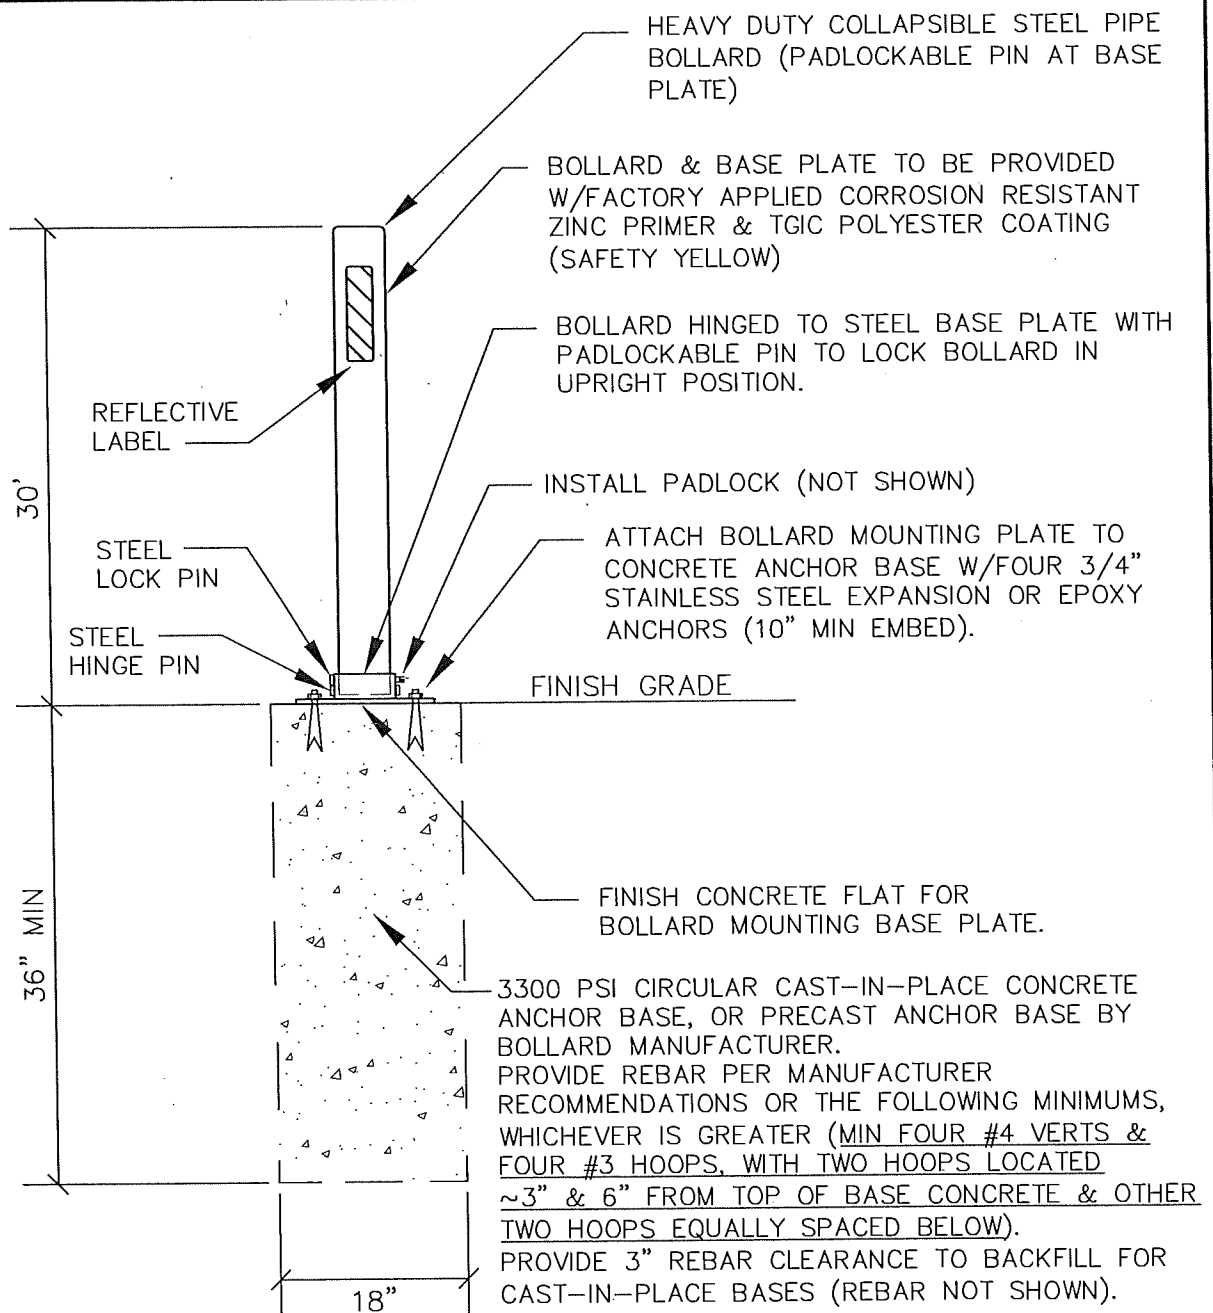 HEAVY DUTY COLLAPSIBLE STEEL PIPE
BOLLARD (PADLOCKABLE PIN AT BASE
PLATE)
BOLLARD & BASE PLATE TO BE PROVIDED
W/FACTORY APPLIED CORROSION RESISTANT
ZINC PRIMER & TGIC POLYESTER COATING
(SAFETY YELLOW)
BOLLARD HINGED TO STEEL BASE PLATE WITH
PADLOCKABLE PIN TO LOCK BOLLARD IN
UPRIGHT POSITION.
REFLECTIVE
LABEL
30'
INSTALL PADLOCK (NOT SHOWN)
STEEL
LOCK PIN
ATTACH BOLLARD MOUNTING PLATE TO
CONCRETE ANCHOR BASE W/FOUR 3/4"
STAINLESS STEEL EXPANSION OR EPOXY
ANCHORS (10" MIN EMBED).
STEEL
HINGE PIN
FINISH GRADE
36" MIN
FINISH CONCRETE FLAT FOR
BOLLARD MOUNTING BASE PLATE.
3300 PSI CIRCULAR CAST-IN-PLACE CONCRETE
ANCHOR BASE, OR PRECAST ANCHOR BASE BY
BOLLARD MANUFACTURER.
PROVIDE REBAR PER MANUFACTURER
RECOMMENDATIONS OR THE FOLLOWING MINIMUMS,
WHICHEVER IS GREATER (MIN FOUR #4 VERTS &
FOUR #3 HOOPS, WITH TWO HOOPS LOCATED
~3" & 6" FROM TOP OF BASE CONCRETE & OTHER
TWO HOOPS EQUALLY SPACED BELOW).
PROVIDE 3" REBAR CLEARANCE TO BACKFILL FOR
CAST-IN-PLACE BASES (REBAR NOT SHOWN).
18"